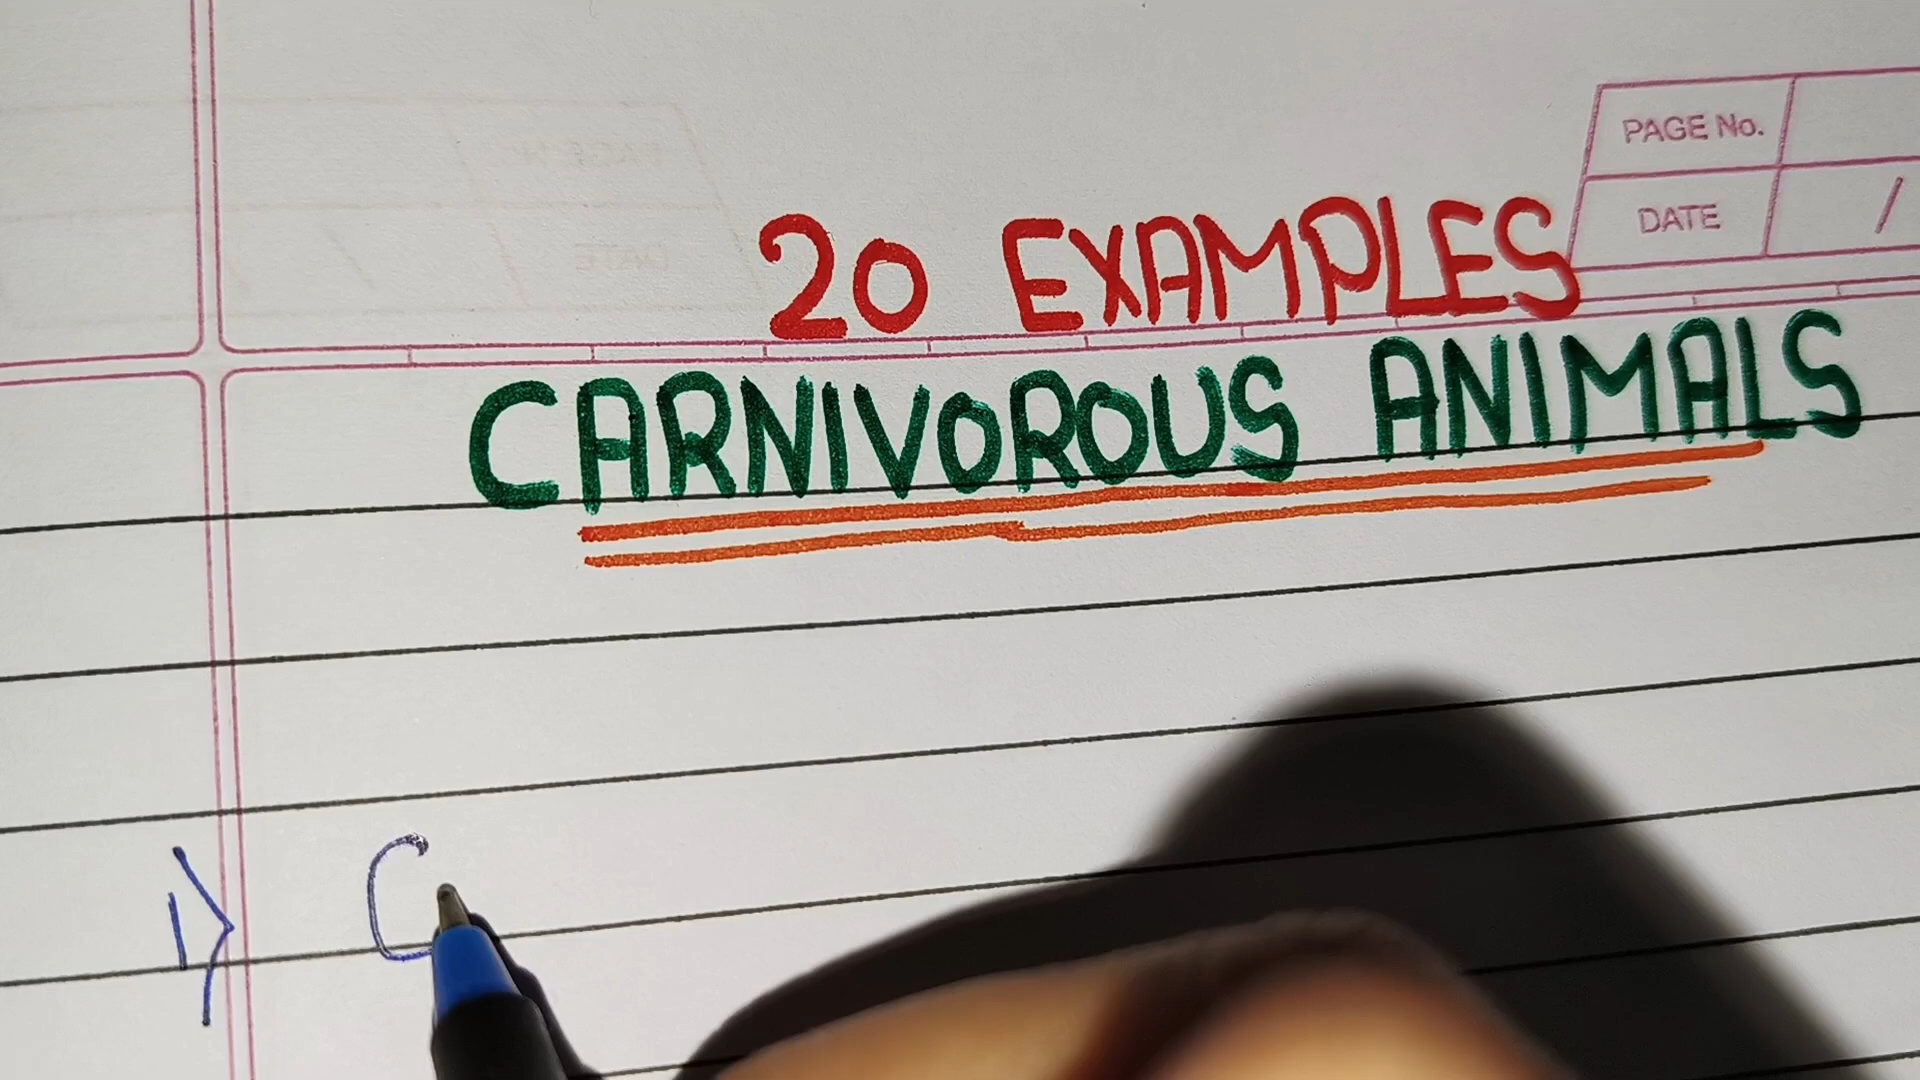 PAGE No.
DATE /
20 EXAMPLES
CARNIVOROUS ANIMALS
1) C